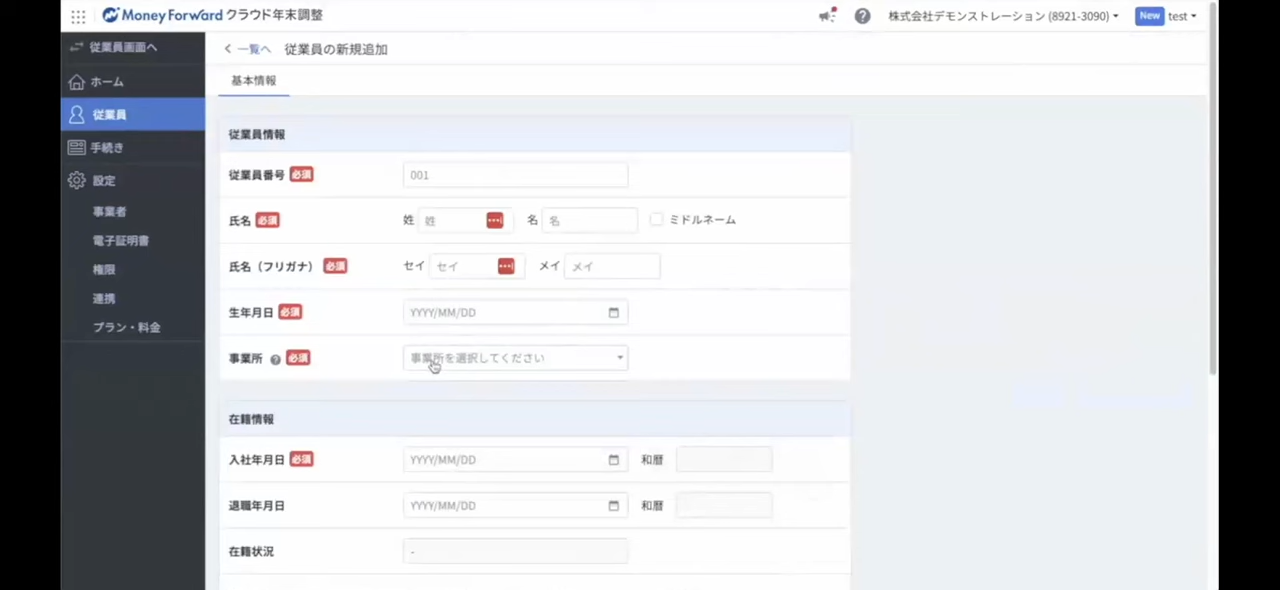 Money Forward クラウド年末調整
株式会社デモンストレーション (8921-3090)
New test
従業員画面へ
ホーム
従業員
手続き
設定
事業者
電子証明書
権限
連携
プラン・料金
一覧へ 従業員の新規追加
基本情報
従業員情報
従業員番号 必須 001
氏名 必須 姓 姓 名 名 ミドルネーム
氏名（フリガナ） 必須 セイ セイ メイ メイ
生年月日 必須 YYYY/MM/DD
事業所 ? 必須 事業所を選択してください
在籍情報
入社年月日 必須 YYYY/MM/DD 和暦
退職年月日 YYYY/MM/DD 和暦
在籍状況 -